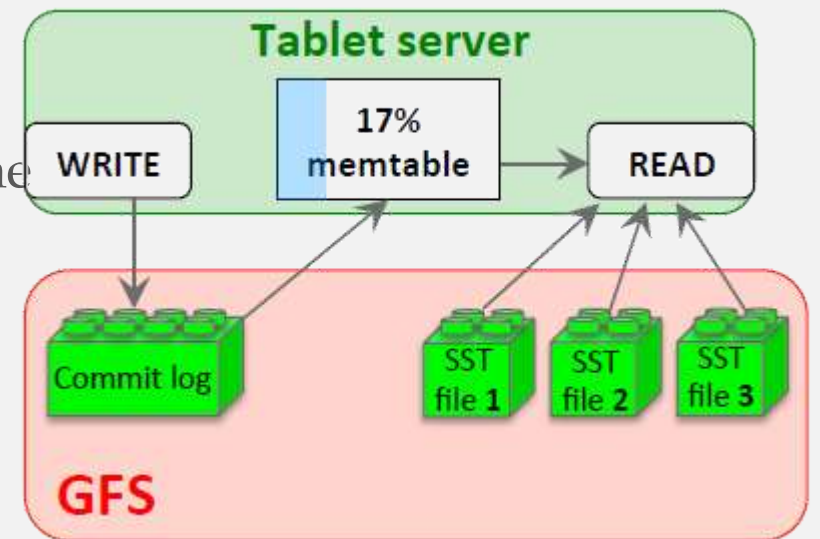 Tablet server
WRITE
17%
memtable
READ
Commit log
SST
file 1
SST
file 2
SST
file 3
GFS